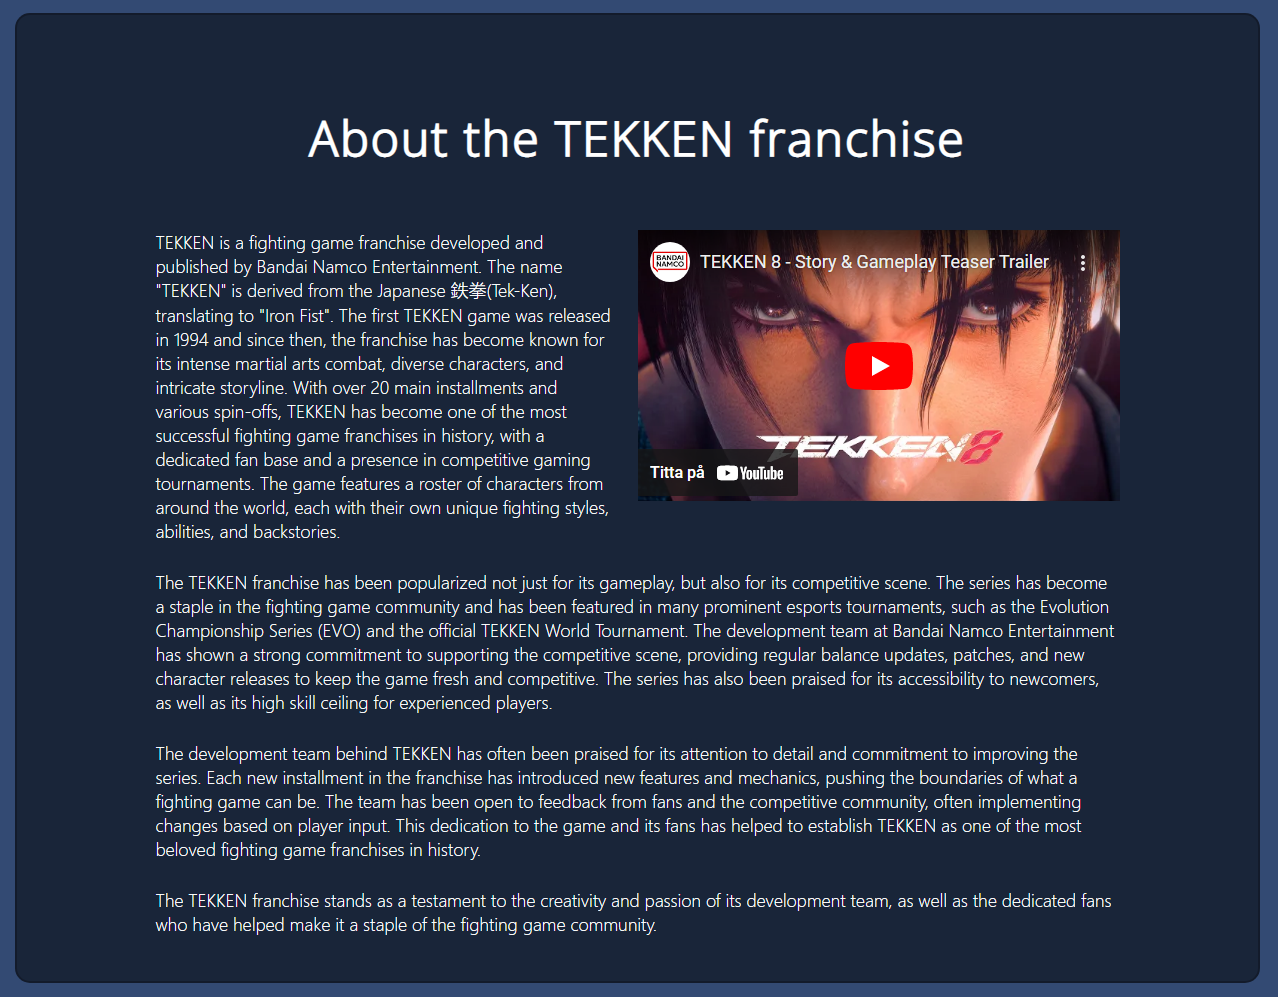 About the TEKKEN franchise
TEKKEN is a fighting game franchise developed and
published by Bandai Namco Entertainment. The name
"TEKKEN" is derived from the Japanese 鉄拳(Tek-Ken),
translating to "Iron Fist". The first TEKKEN game was released
in 1994 and since then, the franchise has become known for
its intense martial arts combat, diverse characters, and
intricate storyline. With over 20 main installments and
various spin-offs, TEKKEN has become one of the most
successful fighting game franchises in history, with a
dedicated fan base and a presence in competitive gaming
tournaments. The game features a roster of characters from
around the world, each with their own unique fighting styles,
abilities, and backstories.
BANDAI
NAMCO
TEKKEN 8 - Story & Gameplay Teaser Trailer
TEKKEN 8
Titta på YouTube
The TEKKEN franchise has been popularized not just for its gameplay, but also for its competitive scene. The series has become
a staple in the fighting game community and has been featured in many prominent esports tournaments, such as the Evolution
Championship Series (EVO) and the official TEKKEN World Tournament. The development team at Bandai Namco Entertainment
has shown a strong commitment to supporting the competitive scene, providing regular balance updates, patches, and new
character releases to keep the game fresh and competitive. The series has also been praised for its accessibility to newcomers,
as well as its high skill ceiling for experienced players.
The development team behind TEKKEN has often been praised for its attention to detail and commitment to improving the
series. Each new installment in the franchise has introduced new features and mechanics, pushing the boundaries of what a
fighting game can be. The team has been open to feedback from fans and the competitive community, often implementing
changes based on player input. This dedication to the game and its fans has helped to establish TEKKEN as one of the most
beloved fighting game franchises in history.
The TEKKEN franchise stands as a testament to the creativity and passion of its development team, as well as the dedicated fans
who have helped make it a staple of the fighting game community.